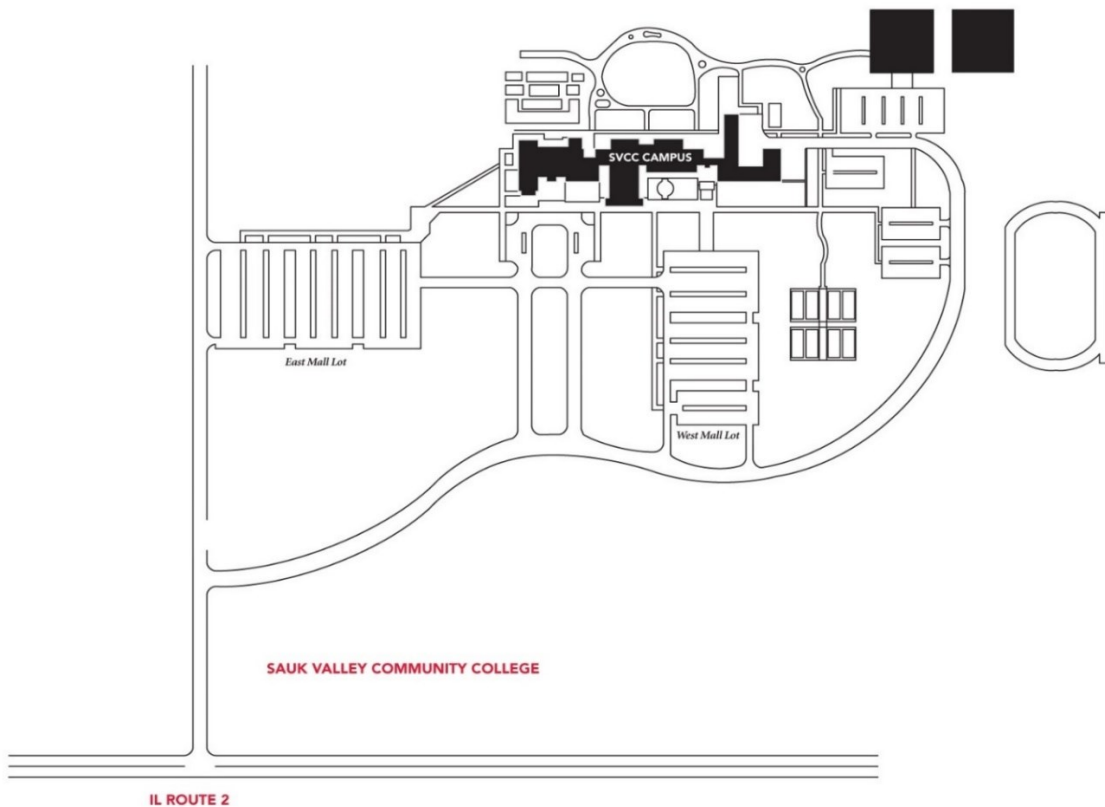 SVCC CAMPUS
East Mall Lot
West Mall Lot
SAUK VALLEY COMMUNITY COLLEGE
IL ROUTE 2